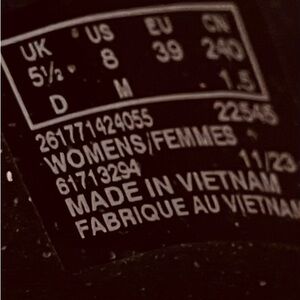 UK US EU CN
5½ 8 39 240
D M 1.5
261771424055 22545
WOMENS/FEMMES
61713294 11/23
MADE IN VIETNAM
FABRIQUE AU VIETNAM